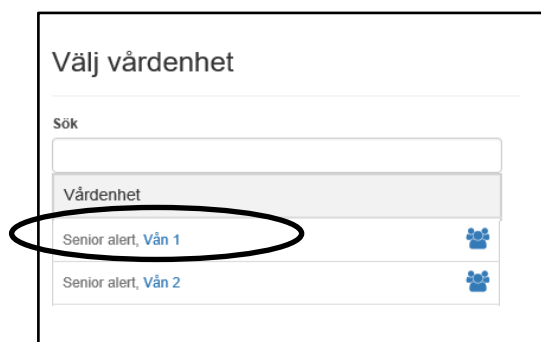 Välj vårdenhet
Sök
Vårdenhet
Senior alert, Vån 1
Senior alert, Vån 2